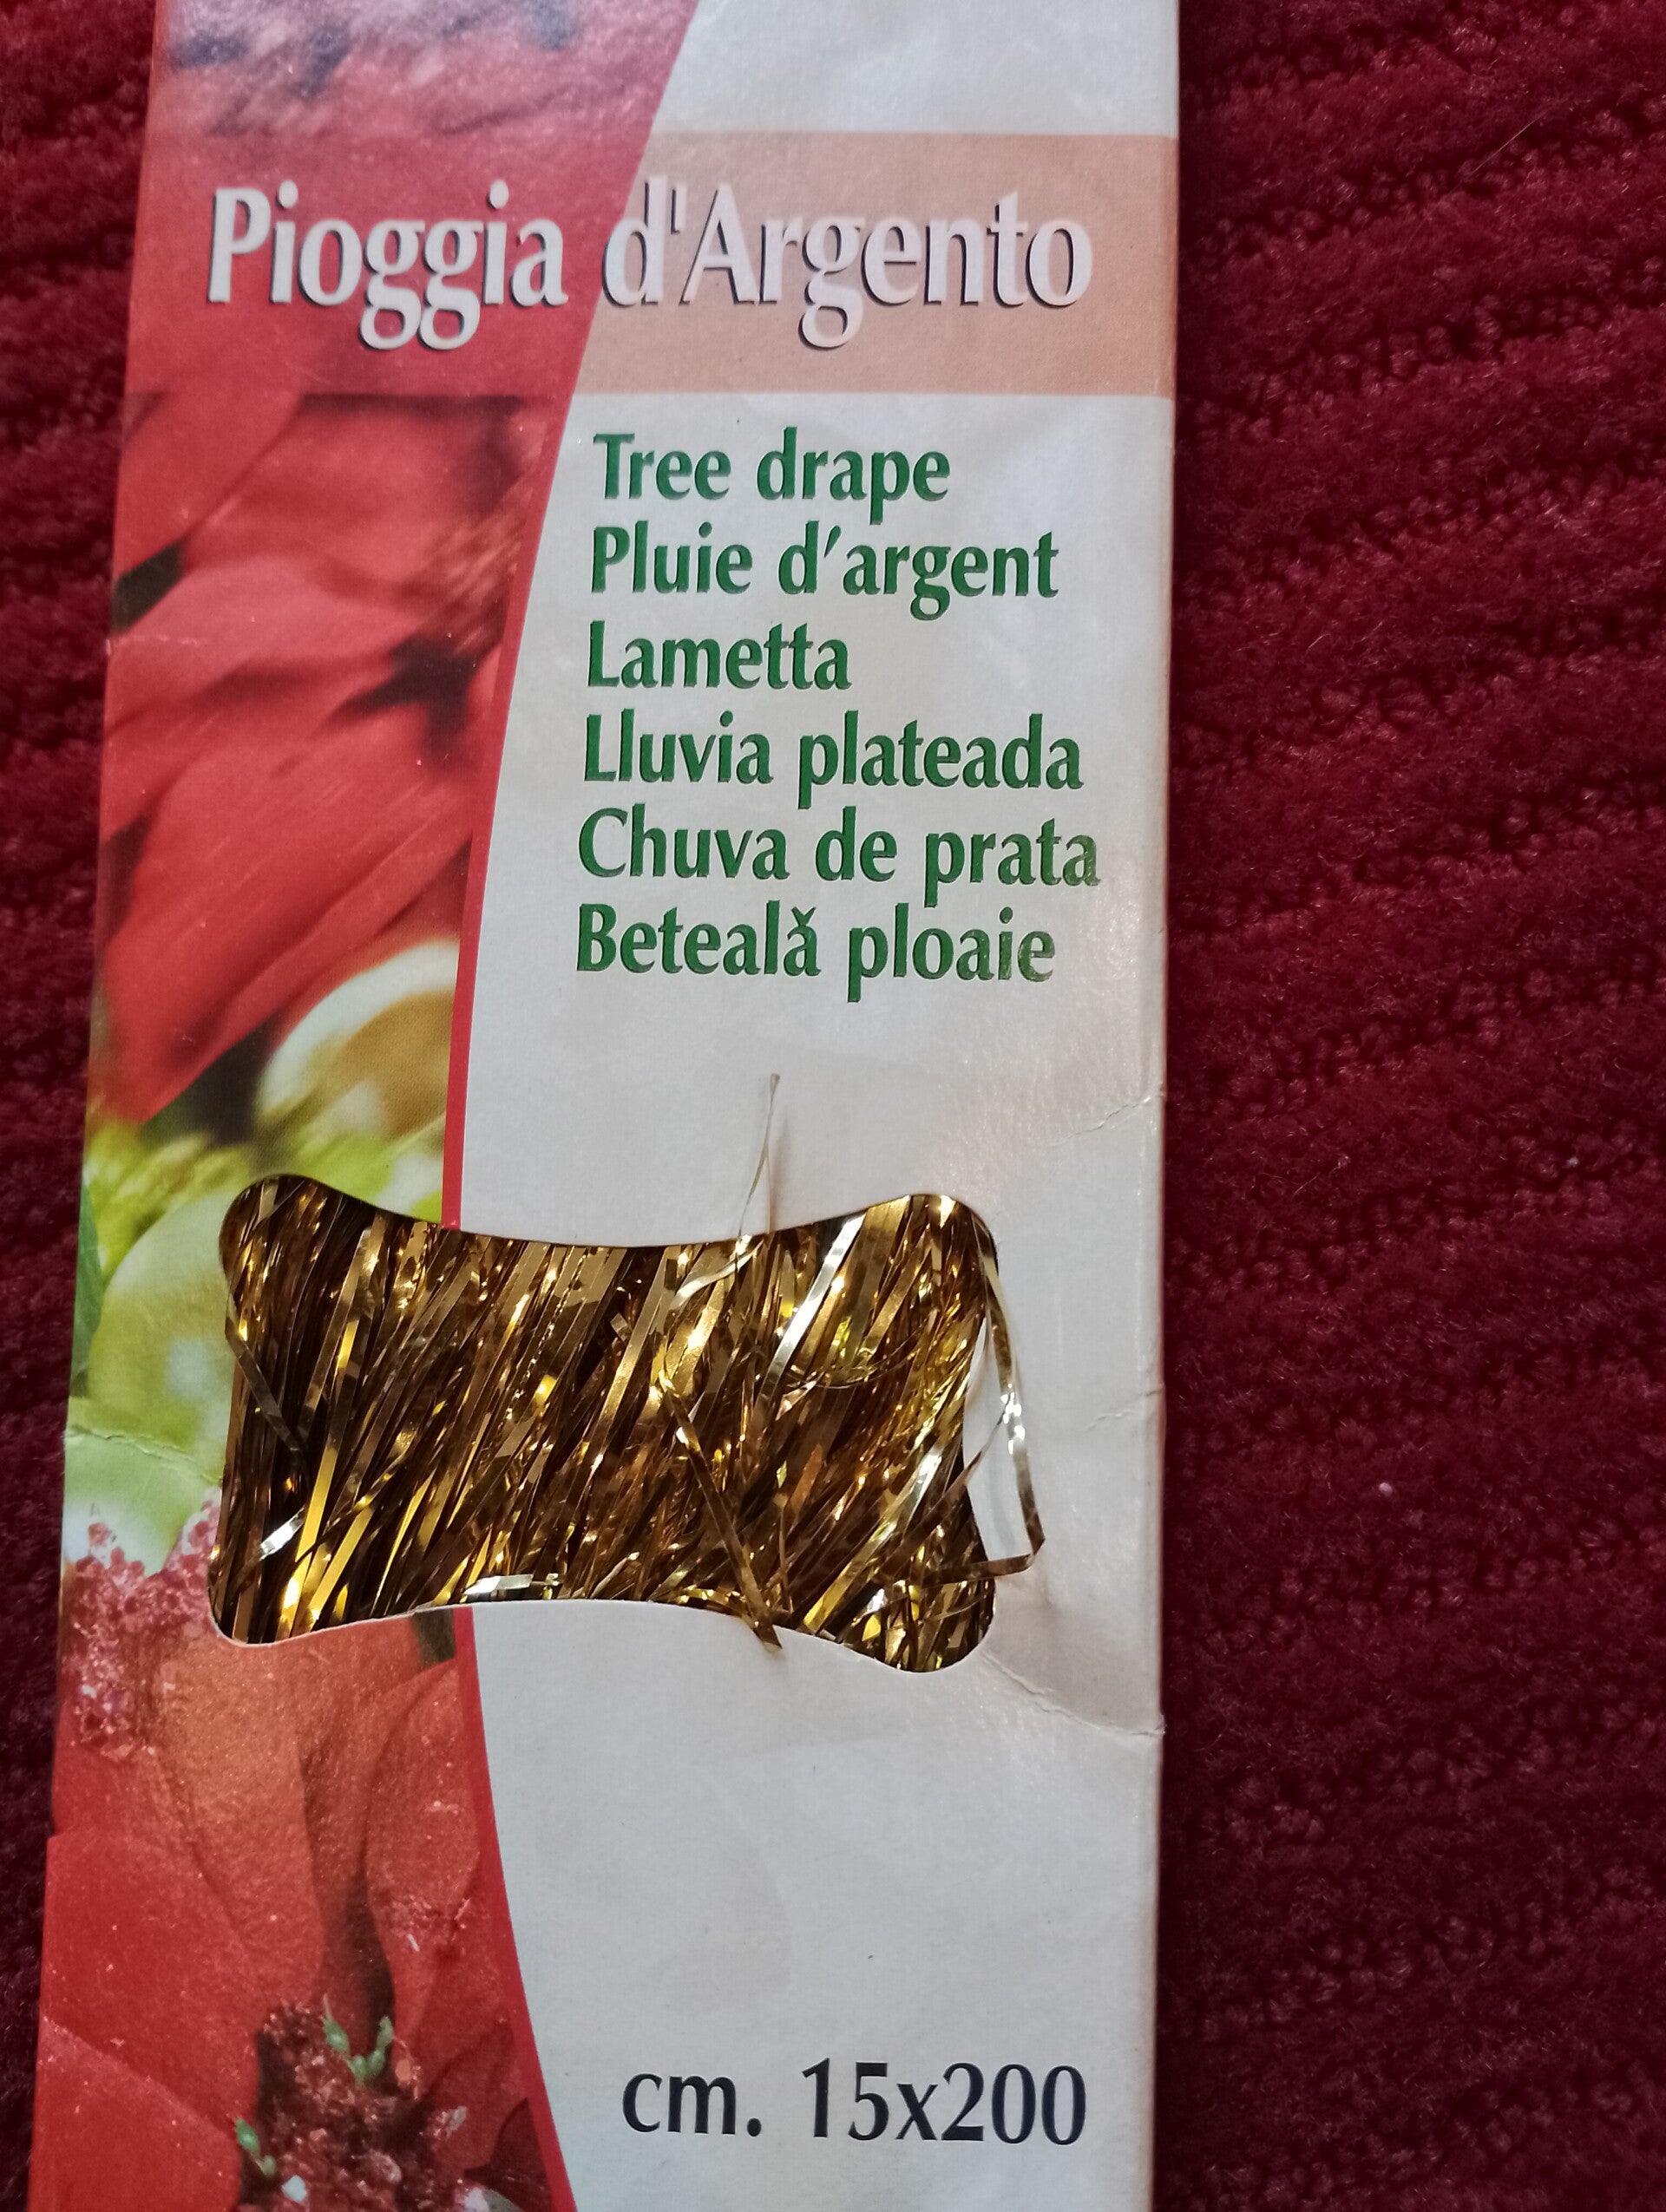 Pioggia d'Argento
Tree drape
Pluie d'argent
Lametta
Lluvia plateada
Chuva de prata
Beteală ploaie
cm. 15x200